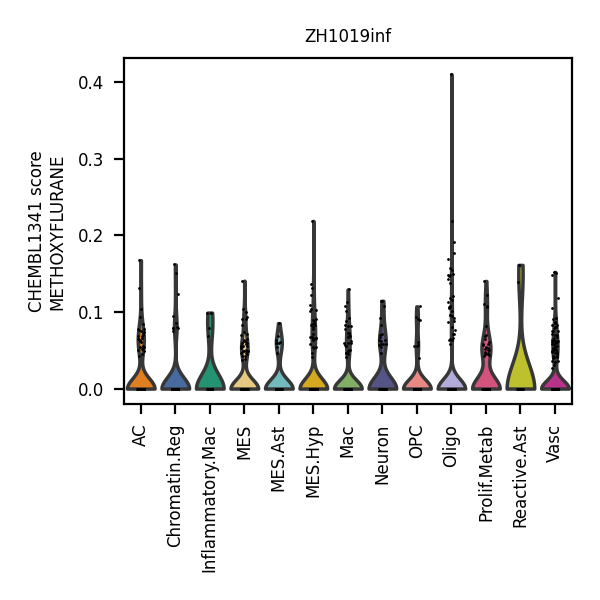 ZH1019inf
CHEMBL1341 score
METHOXYFLURANE
0.4
0.3
0.2
0.1
0.0
AC
Chromatin.Reg
Inflammatory.Mac
MES
MES.Ast
MES.Hyp
Mac
Neuron
OPC
Oligo
Prolif.Metab
Reactive.Ast
Vasc